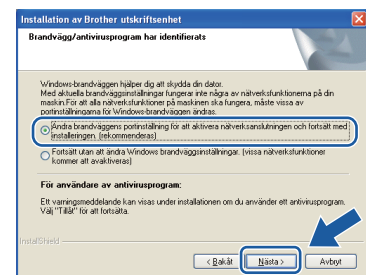 Installation av Brother utskriftsenhet
Brandvägg/antivirusprogram har identifierats
Windows-brandväggen hjälper dig att skydda din dator.
Med aktuella brandväggsinställningar fungerar inte några av nätverksfunktionerna på din
maskin.För att alla nätverksfunktioner på maskinen ska fungera, måste vissa av
portinställningarna för Windows-brandväggen ändras.
Ändra brandväggens portinställning för att aktivera nätverksanslutningen och fortsätt med
installeringen. (rekommenderas)
Fortsätt utan att ändra Windows brandväggsinställningar. (vissa nätverksfunktioner
kommer att avaktiveras)
För användare av antivirusprogram:
Ett varningsmeddelande kan visas under installationen om du använder ett antivirusprogram.
Välj "Tillåt" för att fortsätta.
InstallShield
< Bakåt Nästa > Avbryt